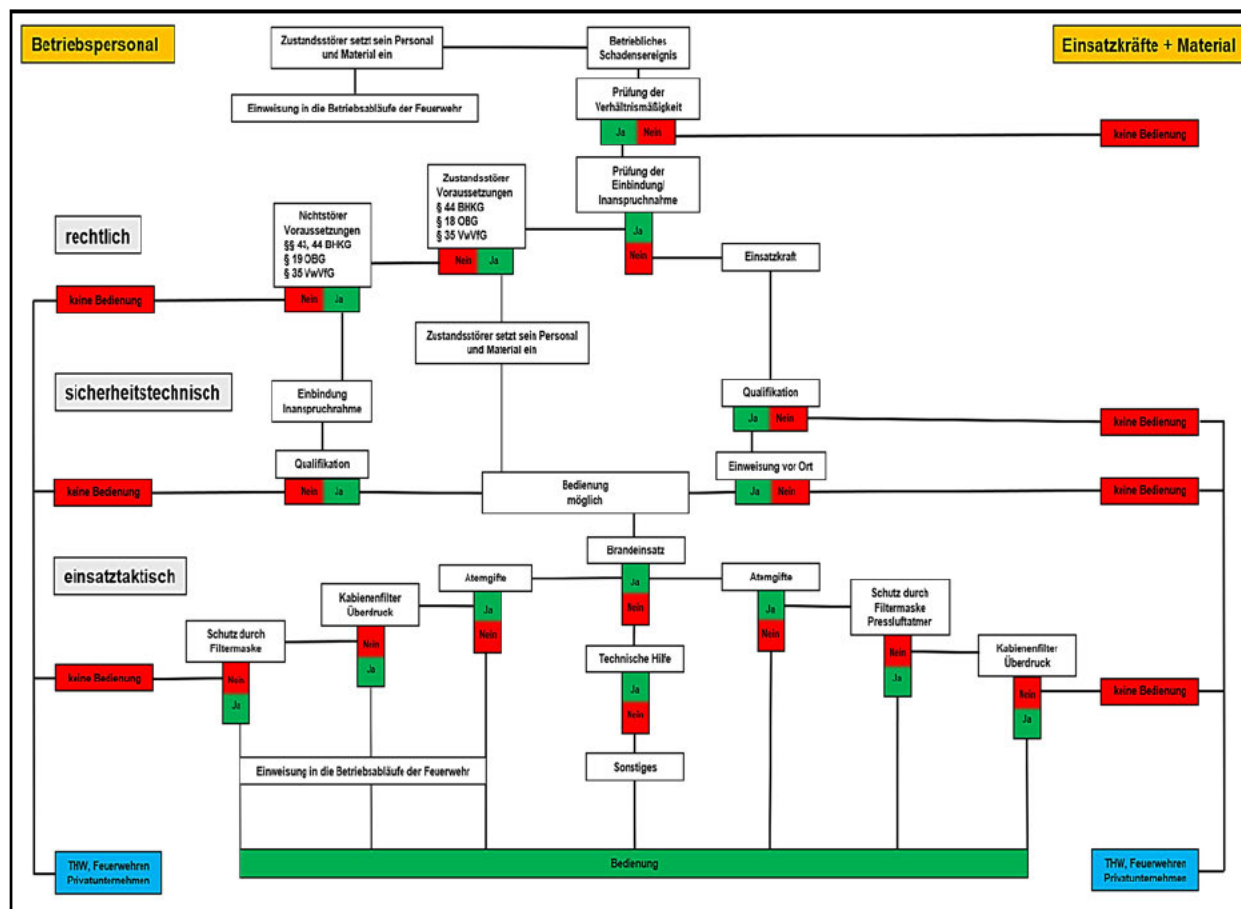 Betriebspersonal
Zustandsstörer setzt sein Personal
und Material ein
Betriebliches
Schadensereignis
Einsatzkräfte + Material
Einweisung in die Betriebsabläufe der Feuerwehr
Prüfung der
Verhältnismäßigkeit
Ja Nein
keine Bedienung
Prüfung der
Einbindung/
Inanspruchnahme
Ja
Nein
Zustandsstörer
Voraussetzungen
§ 44 BHKG
§ 18 OBG
§ 35 VwVfG
Nein Ja
Nichtstörer
Voraussetzungen
§§ 43, 44 BHKG
§ 19 OBG
§ 35 VwVfG
Nein Ja
rechtlich
Einsatzkraft
keine Bedienung
Zustandsstörer setzt sein Personal
und Material ein
sicherheitstechnisch
Einbindung
Inanspruchnahme
Qualifikation
Ja Nein
keine Bedienung
Qualifikation
Nein Ja
keine Bedienung
Bedienung
möglich
Einweisung vor Ort
Ja Nein
keine Bedienung
einsatztaktisch
Brandeinsatz
Ja
Nein
Atemgifte
Ja
Nein
Atemgifte
Ja
Nein
Kabienenfilter
Überdruck
Nein
Ja
Schutz durch
Filtermaske
Pressluftatmer
Nein
Ja
Schutz durch
Filtermaske
Nein
Ja
keine Bedienung
Technische Hilfe
Ja
Nein
Kabienenfilter
Überdruck
Nein
Ja
keine Bedienung
Einweisung in die Betriebsabläufe der Feuerwehr
Sonstiges
THW, Feuerwehren
Privatunternehmen
Bedienung
THW, Feuerwehren
Privatunternehmen